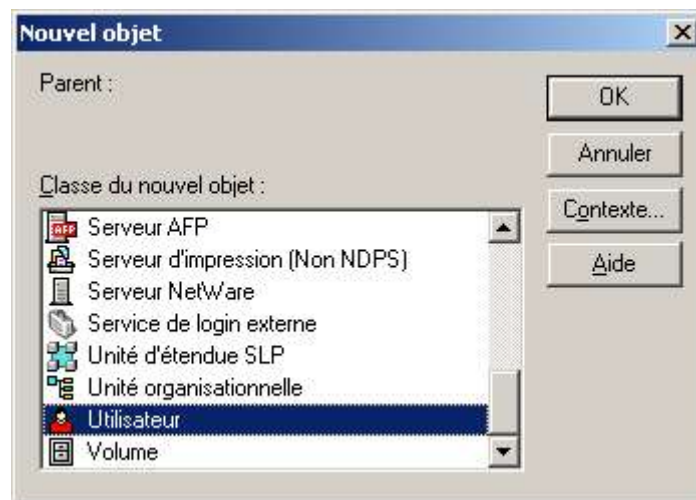 Nouvel objet
Parent :
OK
Annuler
Classe du nouvel objet :
Contexte...
AFP Serveur AFP
Aide
Serveur d'impression (Non NDPS)
Serveur NetWare
Service de login externe
Unité d'étendue SLP
Unité organisationnelle
Utilisateur
Volume